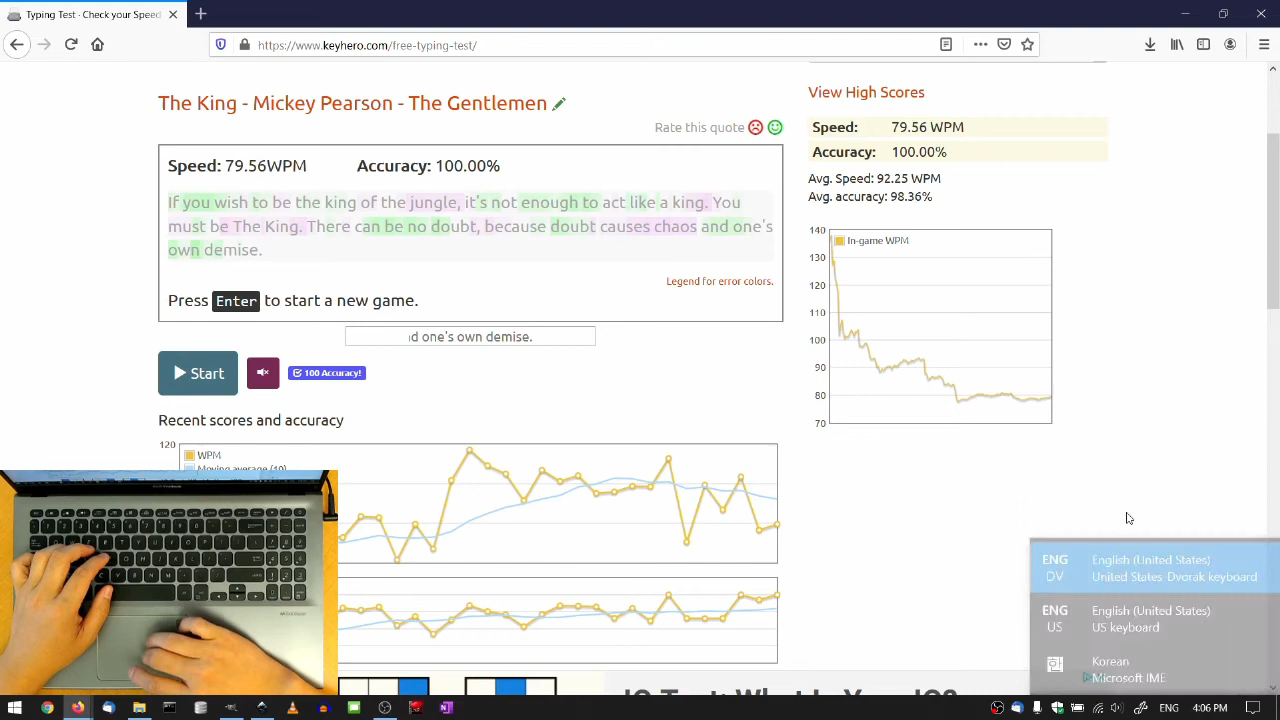 Typing Test - Check your Speed
https://www.keyhero.com/free-typing-test/
The King - Mickey Pearson - The Gentlemen
Rate this quote
Speed: 79.56WPM Accuracy: 100.00%
If you wish to be the king of the jungle, it's not enough to act like a king. You
must be The King. There can be no doubt, because doubt causes chaos and one's
own demise.
Legend for error colors.
Press Enter to start a new game.
d one's own demise.
Start
100 Accuracy!
Recent scores and accuracy
120
WPM
Moving average (10)
View High Scores
Speed: 79.56 WPM
Accuracy: 100.00%
Avg. Speed: 92.25 WPM
Avg. accuracy: 98.36%
140
In-game WPM
130
120
110
100
90
80
70
ENG English (United States)
DV United States-Dvorak keyboard
ENG English (United States)
US US keyboard
Korean
Microsoft IME
ENG 4:06 PM